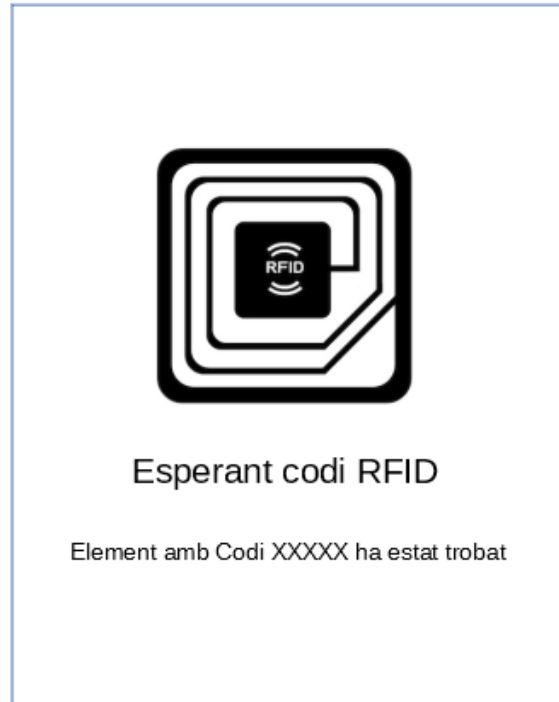 RFID
Esperant codi RFID
Element amb Codi XXXXX ha estat trobat